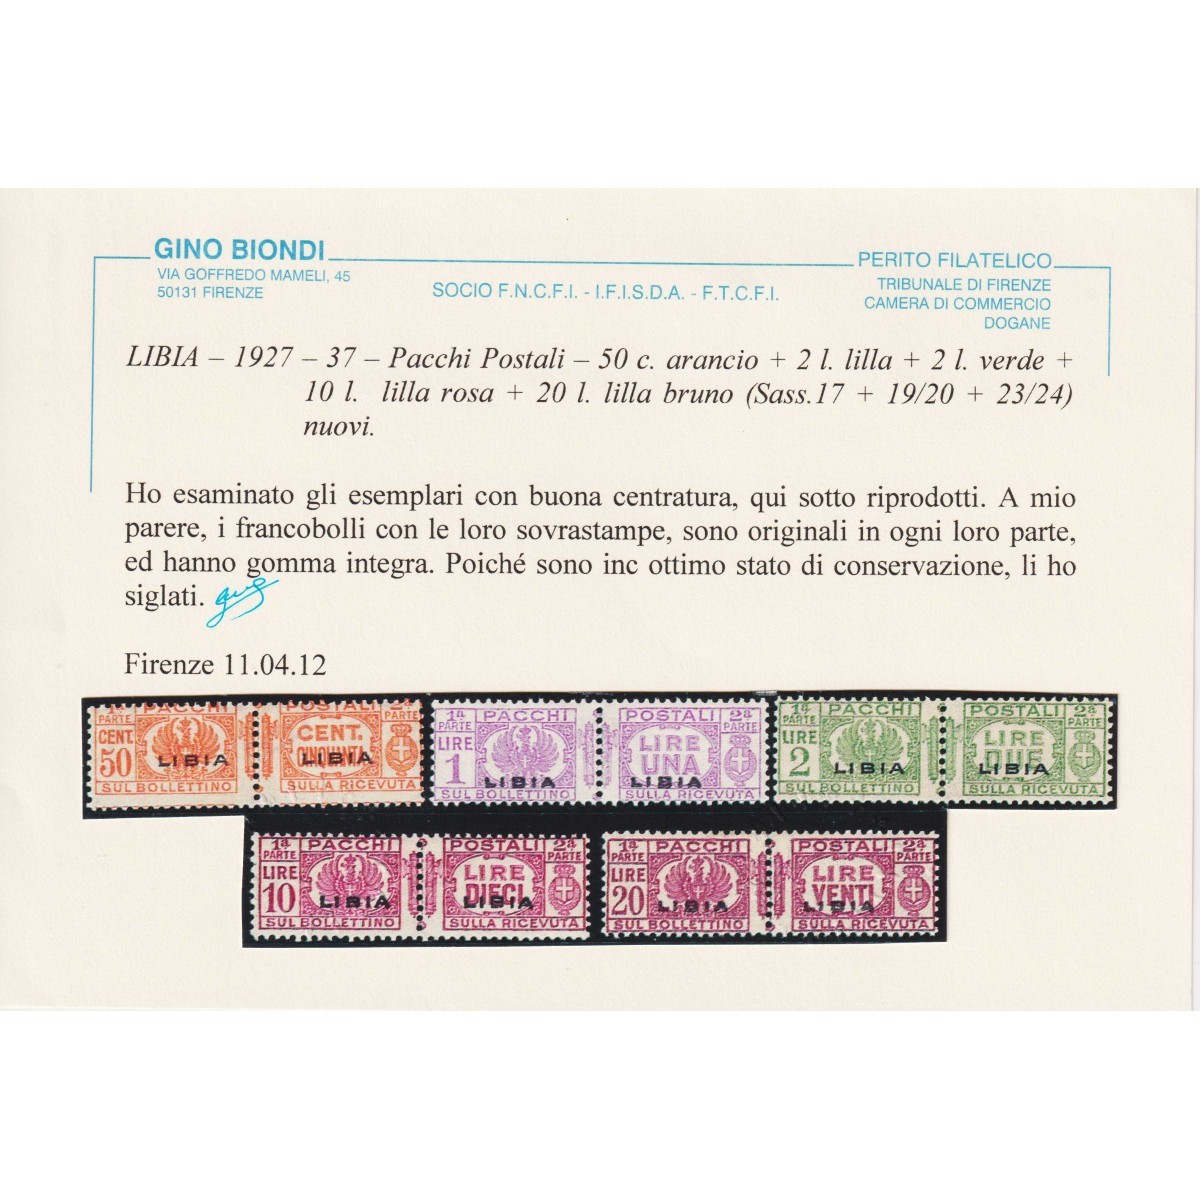 GINO BIONDI
VIA GOFFREDO MAMELI, 45
50131 FIRENZE
SOCIO F.N.C.F.I. - I.F.I.S.D.A. - F.T.C.F.I.
PERITO FILATELICO
TRIBUNALE DI FIRENZE
CAMERA DI COMMERCIO
DOGANE
LIBIA – 1927 – 37 – Pacchi Postali – 50 c. arancio + 2 l. lilla + 2 l. verde +
10 l. lilla rosa + 20 l. lilla bruno (Sass.17 + 19/20 + 23/24)
nuovi.
Ho esaminato gli esemplari con buona centratura, qui sotto riprodotti. A mio
parere, i francobolli con le loro sovrastampe, sono originali in ogni loro parte,
ed hanno gomma integra. Poiché sono inc ottimo stato di conservazione, li ho
siglati.
Firenze 11.04.12
1ª PARTE PACCHI POSTALI 2ª PARTE
CENT. 50 CENT. CINQUANTA
LIBIA LIBIA
SUL BOLLETTINO SULLA RICEVUTA
1ª PARTE PACCHI POSTALI 2ª PARTE
LIRE 1 LIRE UNA
LIBIA LIBIA
SUL BOLLETTINO SULLA RICEVUTA
1ª PARTE PACCHI POSTALI 2ª PARTE
LIRE 2 LIRE DUE
LIBIA LIBIA
SUL BOLLETTINO SULLA RICEVUTA
1ª PARTE PACCHI POSTALI 2ª PARTE
LIRE 10 LIRE DIECI
LIBIA LIBIA
SUL BOLLETTINO SULLA RICEVUTA
1ª PARTE PACCHI POSTALI 2ª PARTE
LIRE 20 LIRE VENTI
LIBIA LIBIA
SUL BOLLETTINO SULLA RICEVUTA